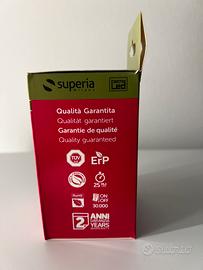 superia
Qualità Garantita
Qualität garantiert
Garantie de qualité
Quality guaranteed
TÜV
ErP
25
ON
OFF
30.000
2 ANNI
YEARS